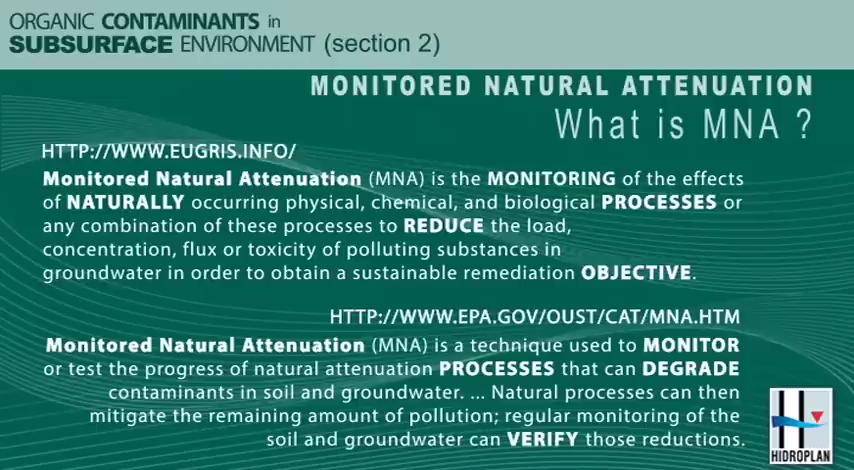 ORGANIC CONTAMINANTS in
SUBSURFACE ENVIRONMENT (section 2)
MONITORED NATURAL ATTENUATION
What is MNA ?
HTTP://WWW.EUGRIS.INFO/
Monitored Natural Attenuation (MNA) is the MONITORING of the effects
of NATURALLY occurring physical, chemical, and biological PROCESSES or
any combination of these processes to REDUCE the load,
concentration, flux or toxicity of polluting substances in
groundwater in order to obtain a sustainable remediation OBJECTIVE.
HTTP://WWW.EPA.GOV/OUST/CAT/MNA.HTM
Monitored Natural Attenuation (MNA) is a technique used to MONITOR
or test the progress of natural attenuation PROCESSES that can DEGRADE
contaminants in soil and groundwater. ... Natural processes can then
mitigate the remaining amount of pollution; regular monitoring of the
soil and groundwater can VERIFY those reductions.
HIDROPLAN